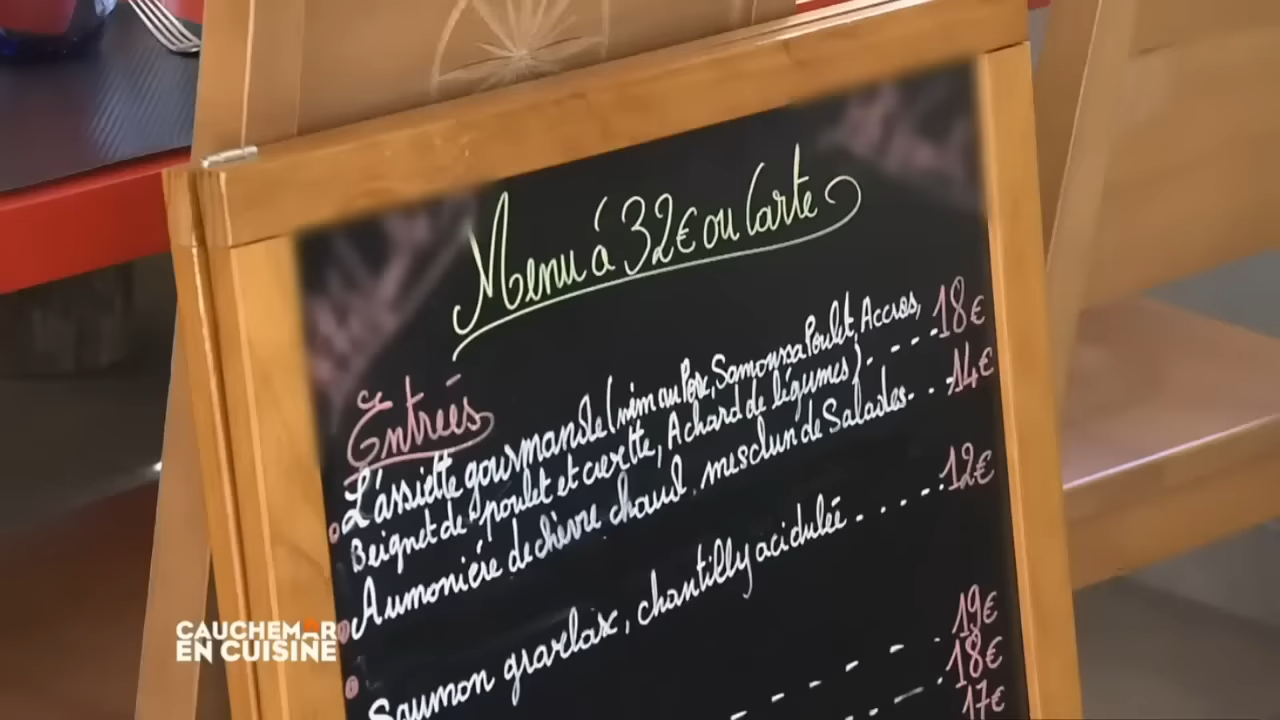 Menu à 32€ ou Carte
Entrées
L'assiette gourmande (nim au Porc, Samoussa Poulet, Accras, 18€
Beignet de poulet et crevette, Achard de légumes). - - - 14€
Aumonière de chèvre chaud, mesclun de Salades. . . 12€
Saumon gravlax, chantilly acidulée . . . . - -
19€
18€
17€
CAUCHEMAR
EN CUISINE